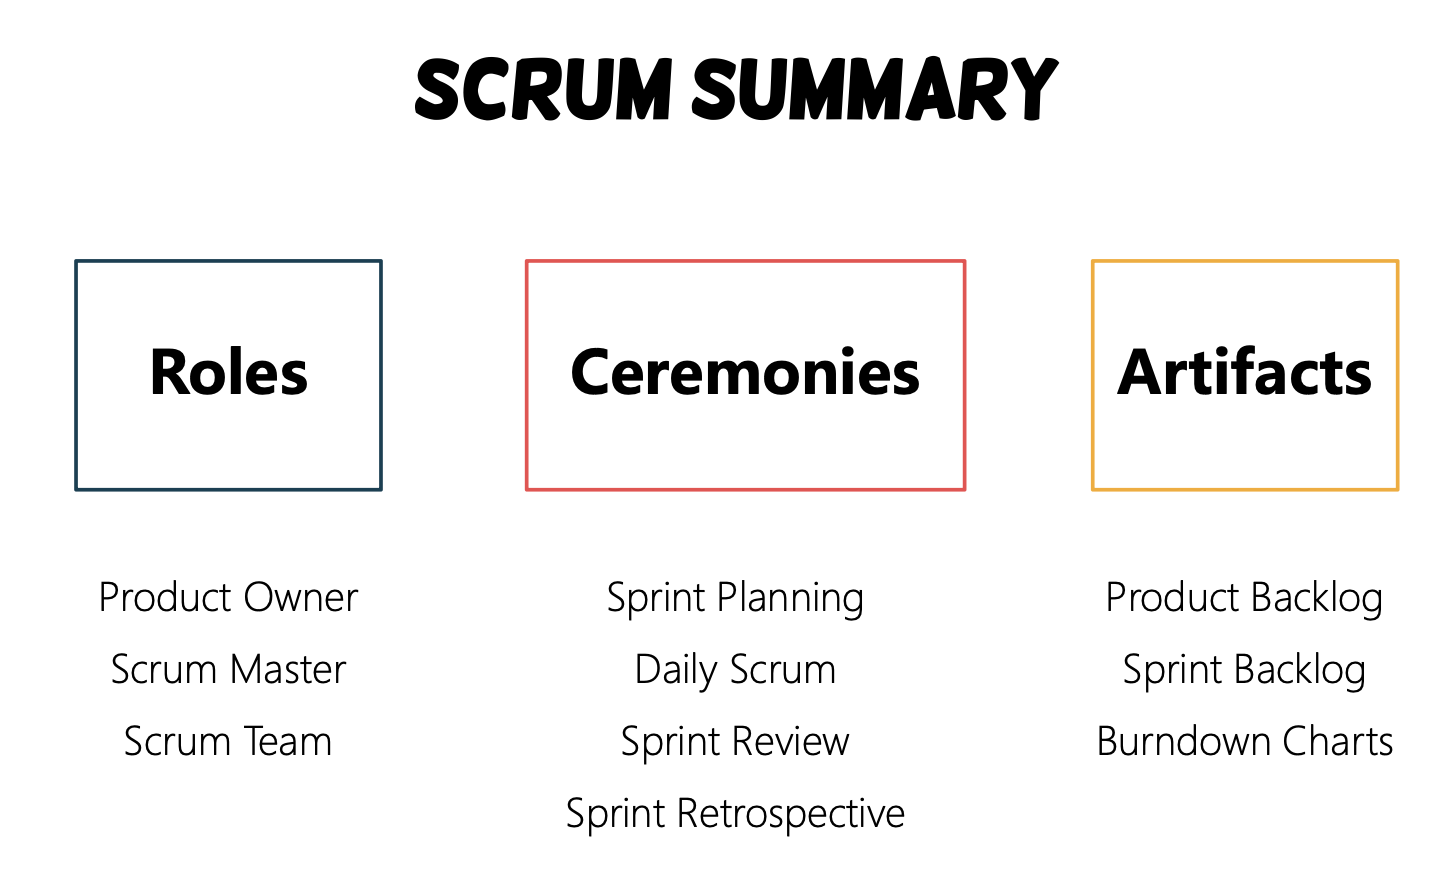 SCRUM SUMMARY
Roles
Product Owner
Scrum Master
Scrum Team
Ceremonies
Sprint Planning
Daily Scrum
Sprint Review
Sprint Retrospective
Artifacts
Product Backlog
Sprint Backlog
Burndown Charts